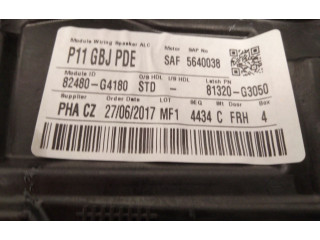 Module Wiring Speaker ALC Motor SAF No
P11 GBJ PDE SAF 5640038
Module ID O/S HDL I/S HDL Latch PN
82480-G4180 STD - 81320-G3050
Supplier Order Date LOT SEQ Mt Door Box
PHA CZ 27/06/2017 MF1 4434 C FRH 4